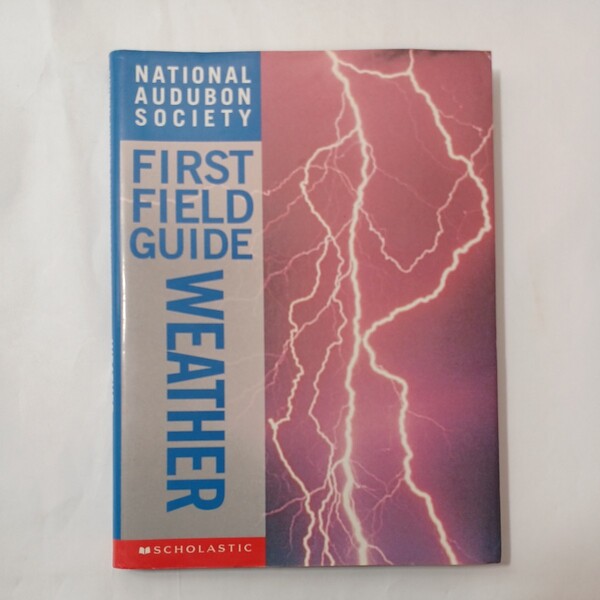 NATIONAL
AUDUBON
SOCIETY
FIRST
FIELD
GUIDE
WEATHER
SCHOLASTIC